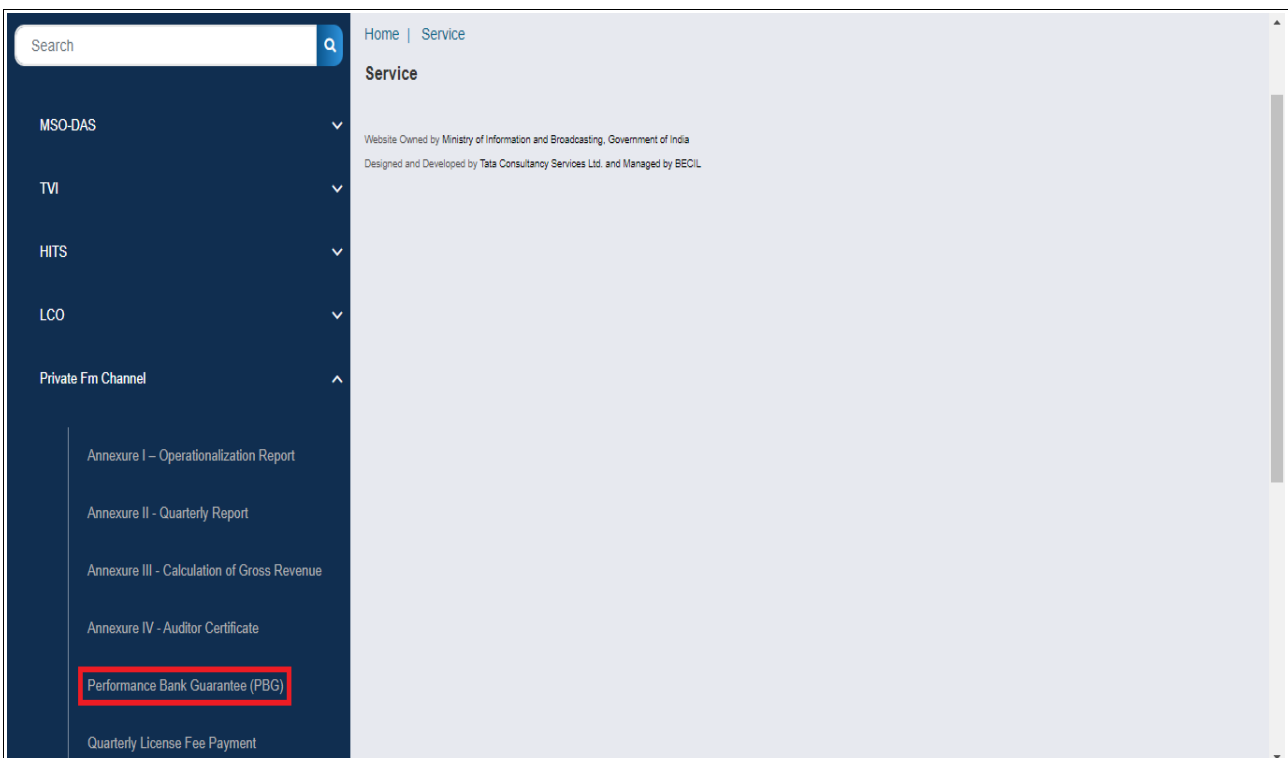 Search
MSO-DAS
TVI
HITS
LCO
Private Fm Channel
Annexure I – Operationalization Report
Annexure II - Quarterly Report
Annexure III - Calculation of Gross Revenue
Annexure IV - Auditor Certificate
Performance Bank Guarantee (PBG)
Quarterly License Fee Payment
Home | Service
Service
Website Owned by Ministry of Information and Broadcasting, Government of India
Designed and Developed by Tata Consultancy Services Ltd. and Managed by BECIL